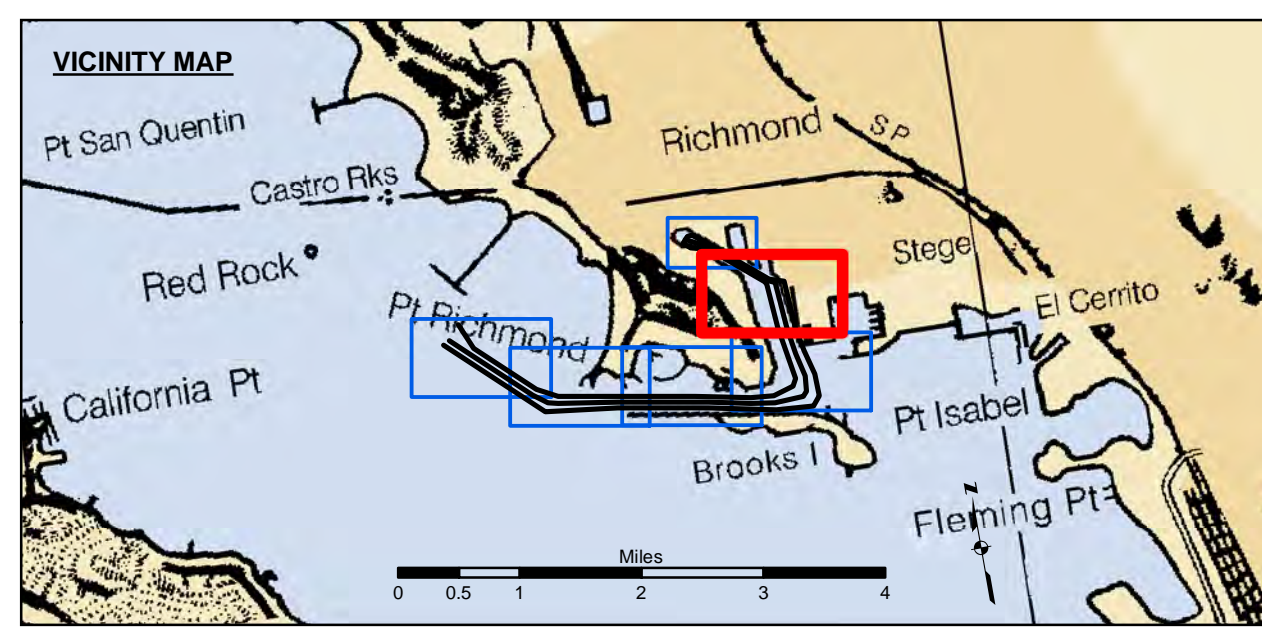 VICINITY MAP
Pt San Quentin
Richmond
S P
Castro Rks
Stege
Red Rock
El Cerrito
Pt Richmond
California Pt
Pt Isabel
Brooks I
Fleming Pt
N
Miles
0 0.5 1 2 3 4